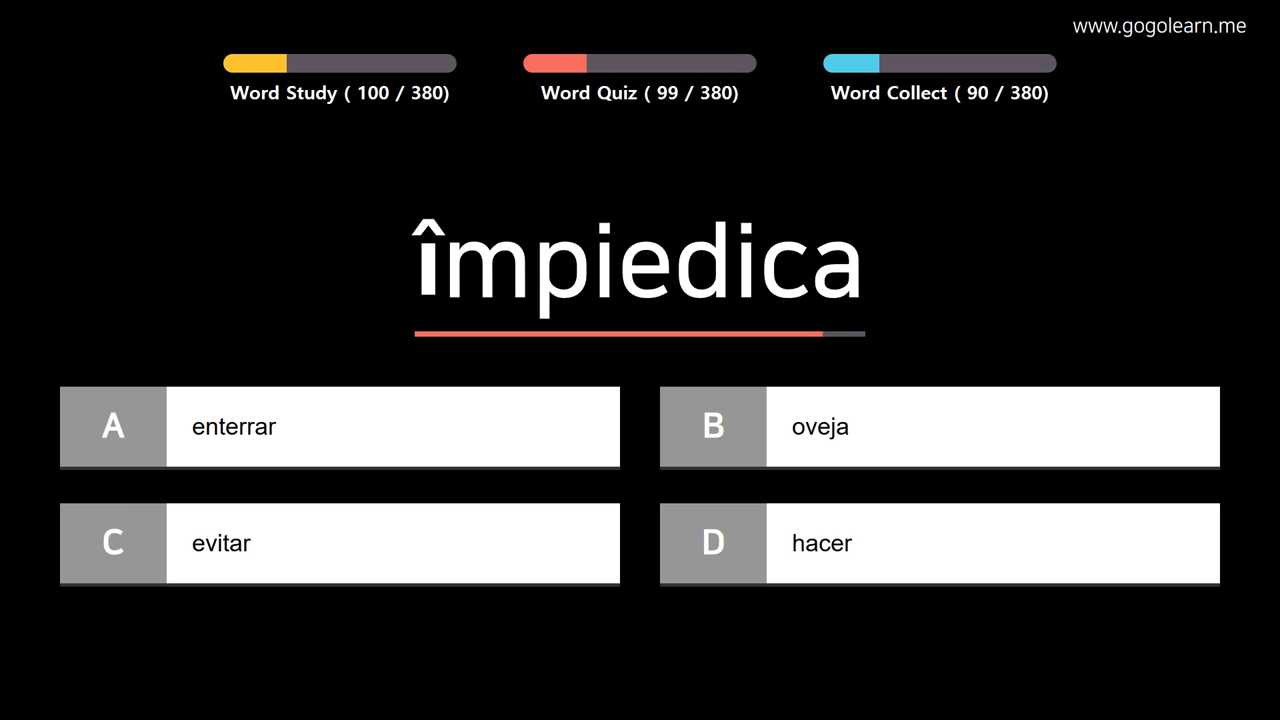 www.gogolearn.me
Word Study ( 100 / 380)
Word Quiz ( 99 / 380)
Word Collect ( 90 / 380)
împiedica
A enterrar
B oveja
C evitar
D hacer